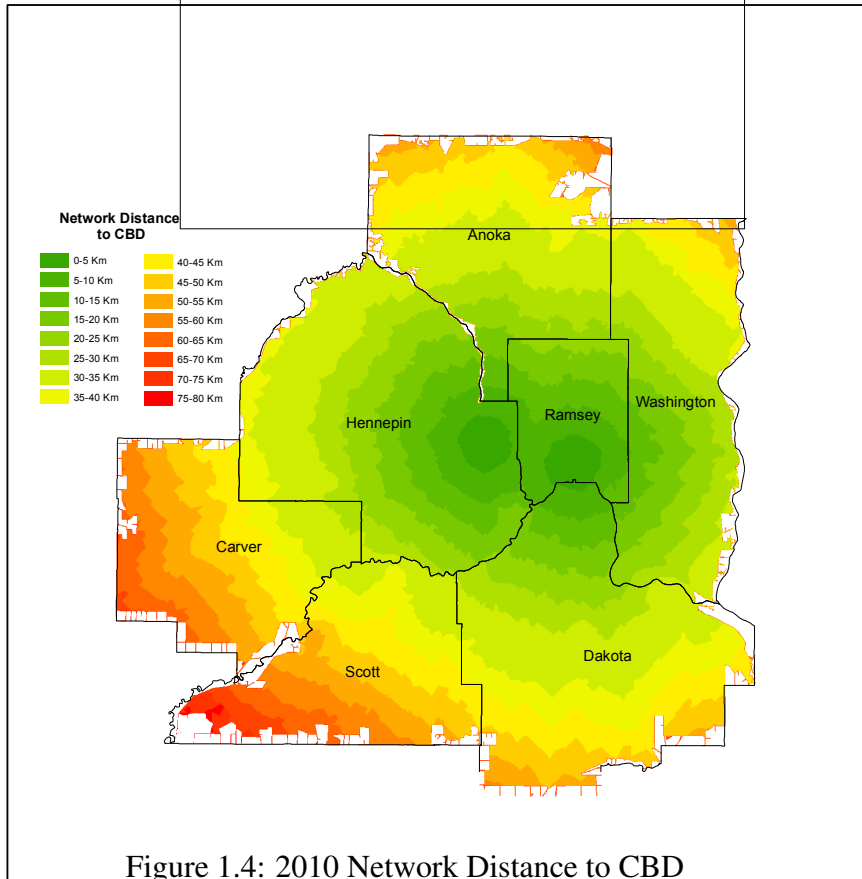 Anoka
Network Distance
to CBD
0-5 Km
5-10 Km
10-15 Km
15-20 Km
20-25 Km
25-30 Km
30-35 Km
35-40 Km
40-45 Km
45-50 Km
50-55 Km
55-60 Km
60-65 Km
65-70 Km
70-75 Km
75-80 Km
Washington
Ramsey
Hennepin
Carver
Dakota
Scott
Figure 1.4: 2010 Network Distance to CBD